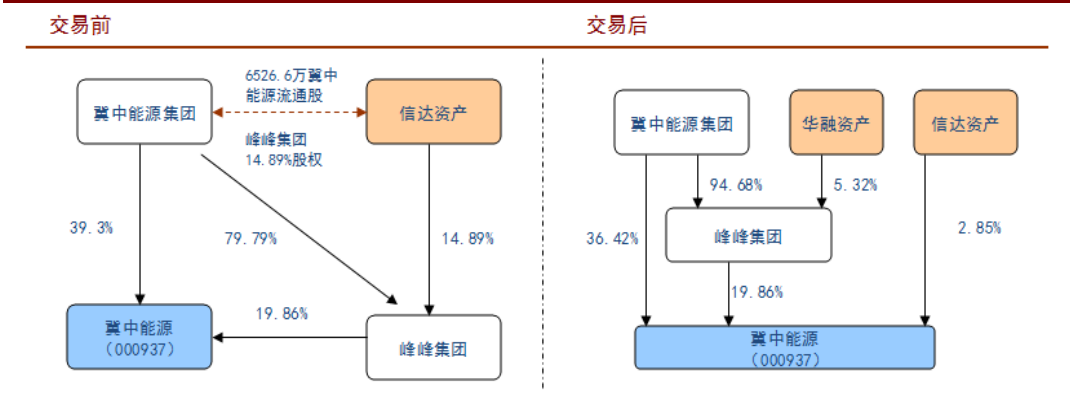 交易前
交易后
6526.6万冀中
能源流通股
冀中能源集团
信达资产
峰峰集团
14.89%股权
39.3%
79.79%
14.89%
19.86%
冀中能源
（000937）
峰峰集团
冀中能源集团
华融资产
信达资产
94.68%
5.32%
36.42%
峰峰集团
2.85%
19.86%
冀中能源
（000937）